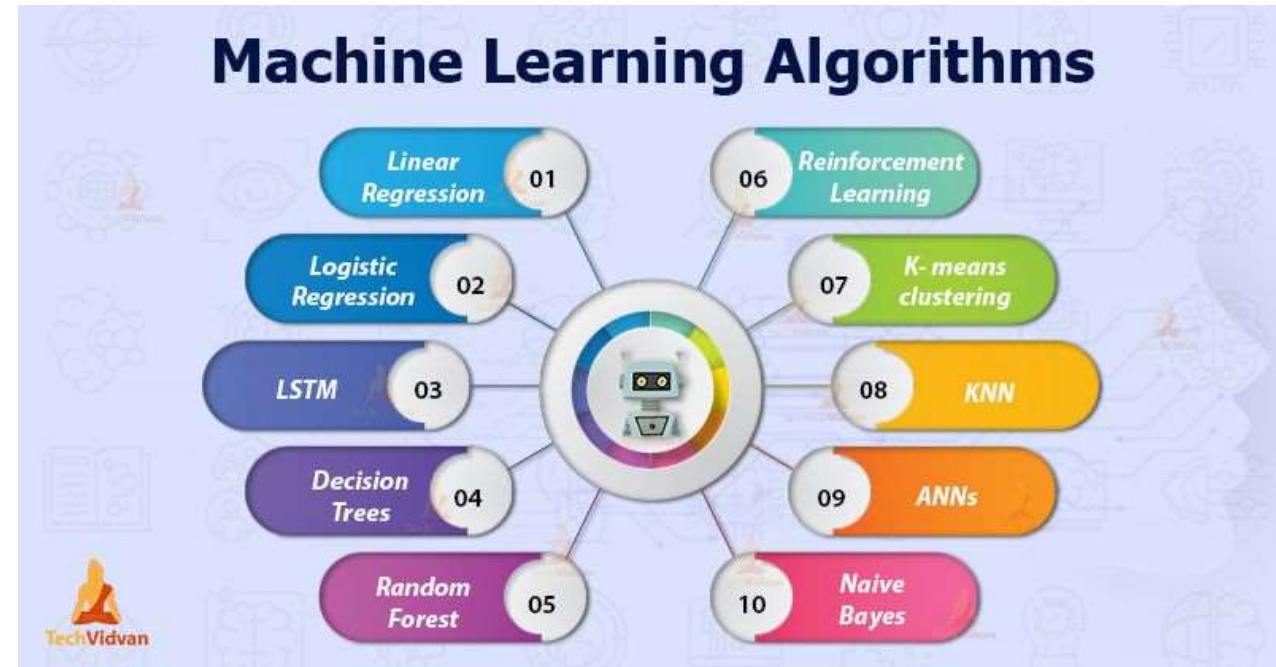 Machine Learning Algorithms
Linear
Regression
01
Logistic
Regression
02
LSTM
03
Decision
Trees
04
Random
Forest
05
06
Reinforcement
Learning
07
K- means
clustering
08
KNN
09
ANNs
10
Naive
Bayes
TechVidvan